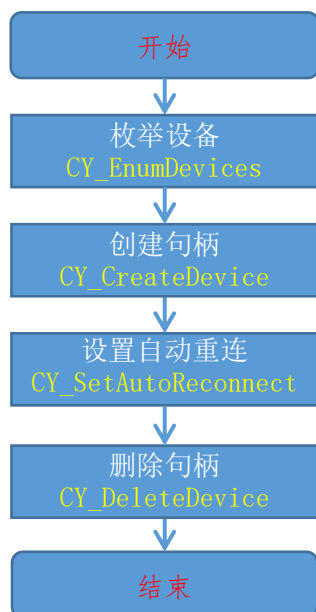 开始
枚举设备
CY_EnumDevices
创建句柄
CY_CreateDevice
设置自动重连
CY_SetAutoReconnect
删除句柄
CY_DeleteDevice
结束